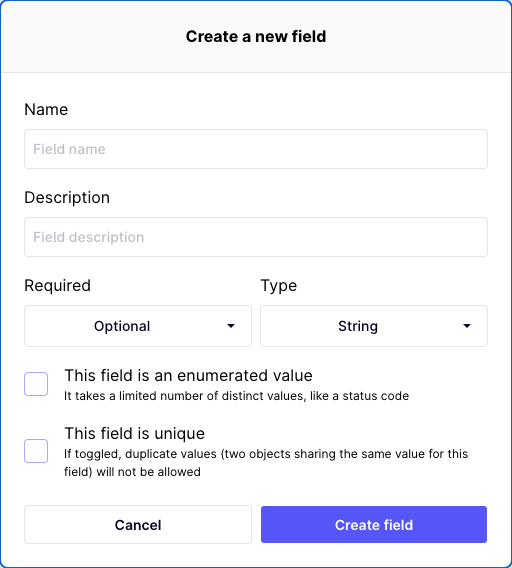 Create a new field
Name
Field name
Description
Field description
Required
Type
Optional
String
This field is an enumerated value
It takes a limited number of distinct values, like a status code
This field is unique
If toggled, duplicate values (two objects sharing the same value for this
field) will not be allowed
Cancel
Create field